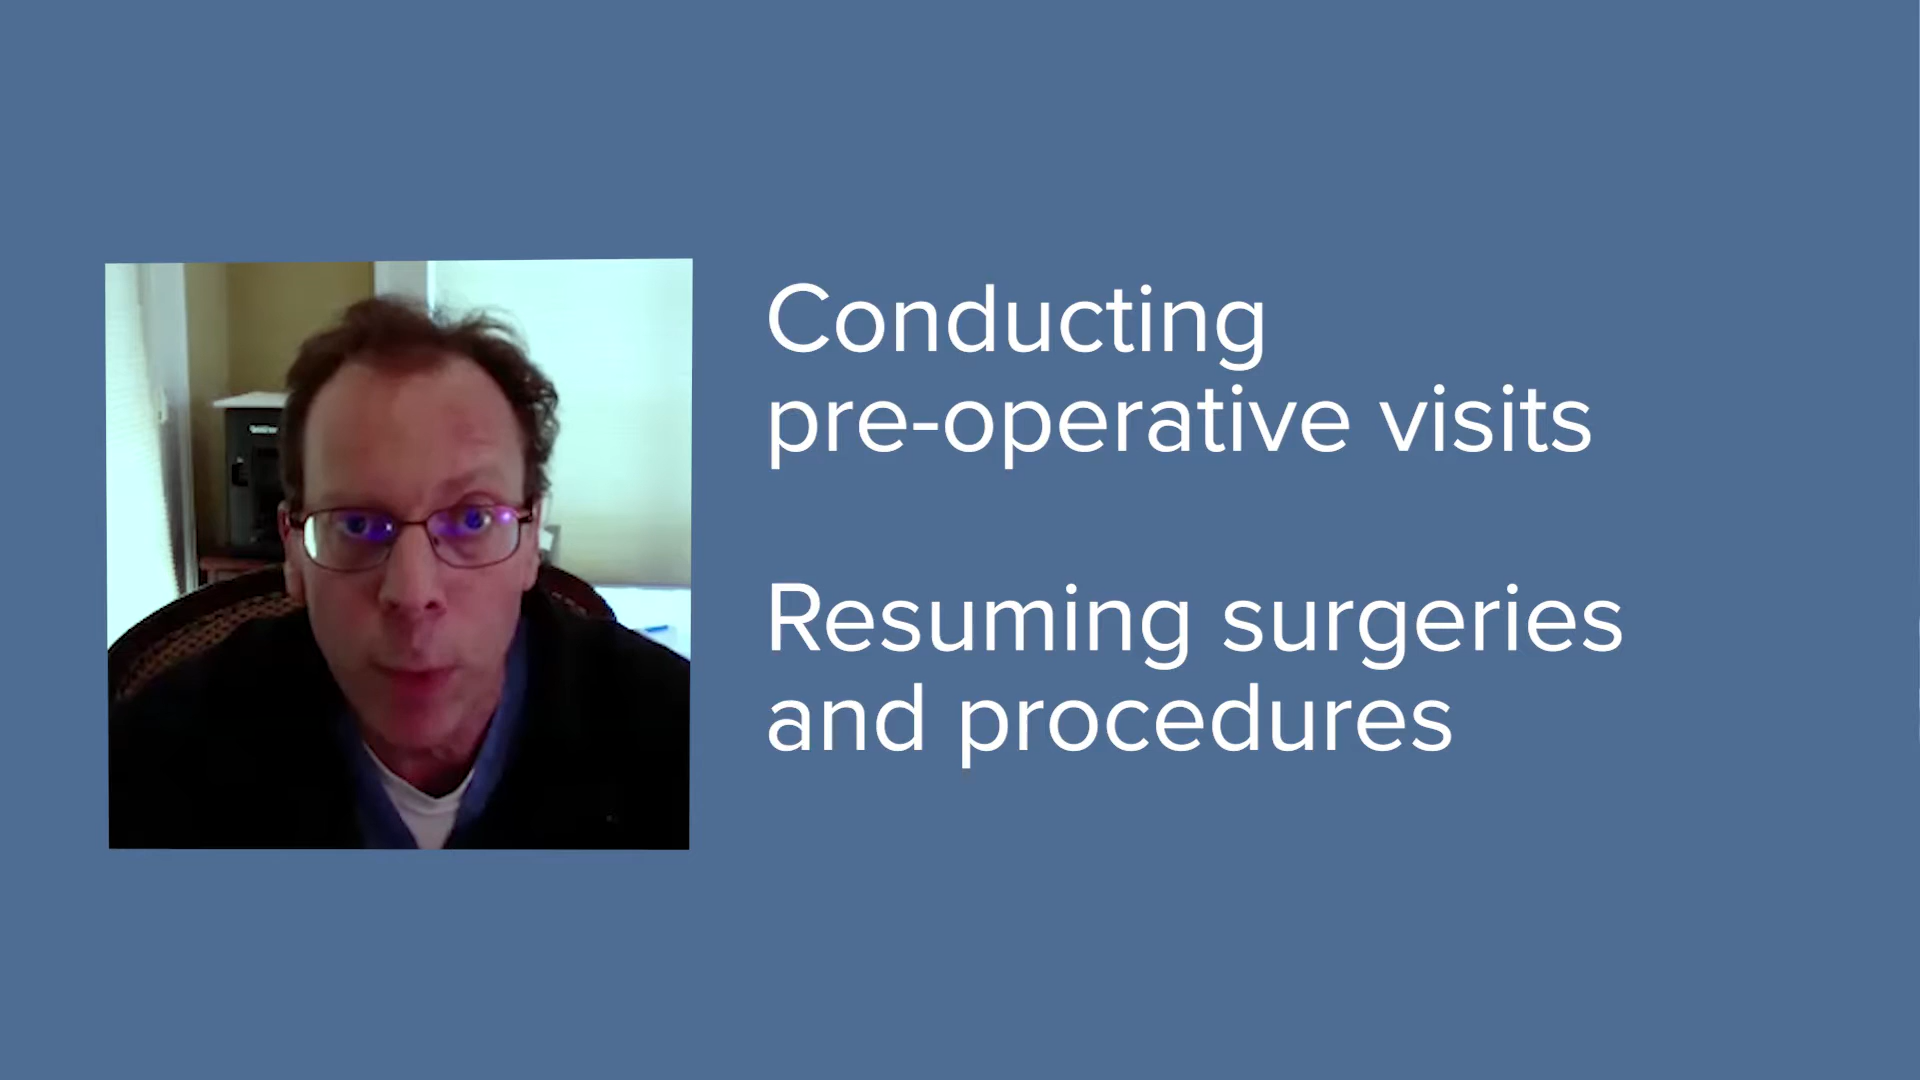 Conducting
pre-operative visits
Resuming surgeries
and procedures